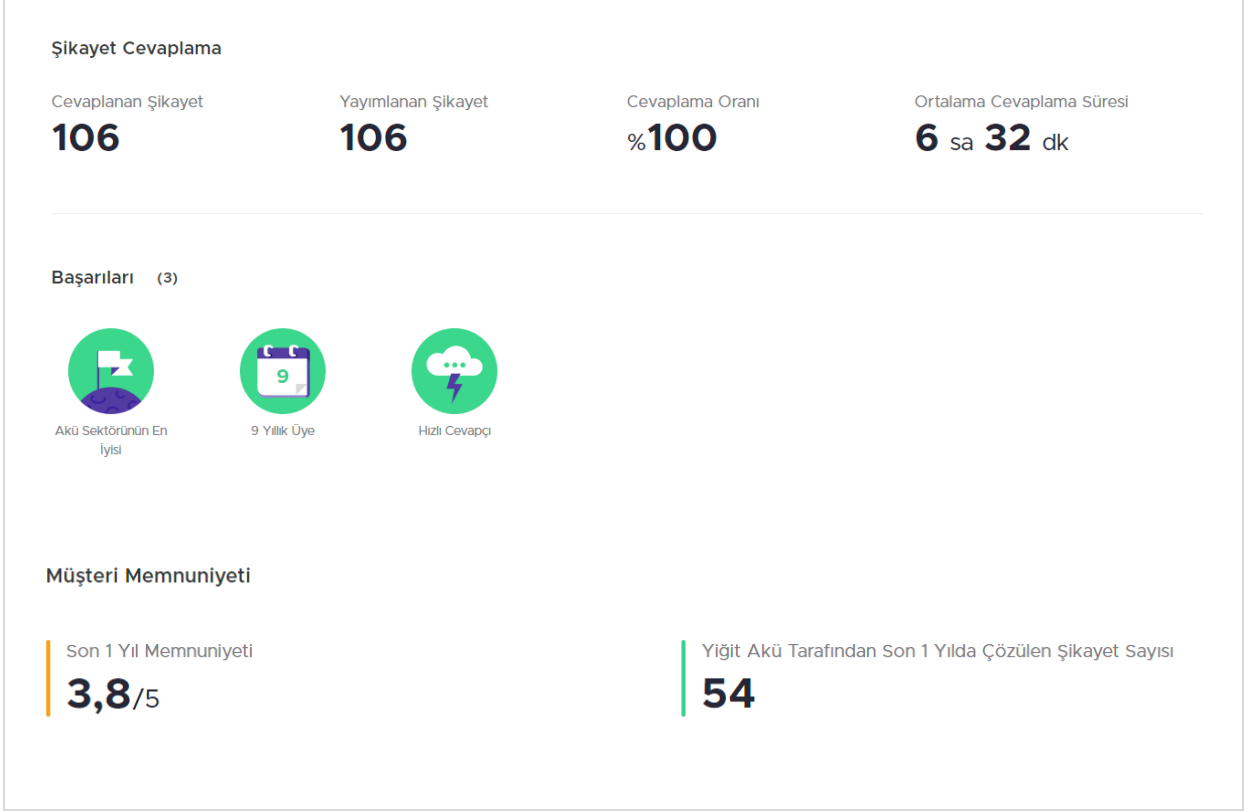 Şikayet Cevaplama
Cevaplanan Şikayet
106
Yayımlanan Şikayet
106
Cevaplama Oranı
%100
Ortalama Cevaplama Süresi
6 sa 32 dk
Başarıları (3)
Akü Sektörünün En
İyisi
9
9 Yıllık Üye
Hızlı Cevapçı
Müşteri Memnuniyeti
Son 1 Yıl Memnuniyeti
3,8/5
Yiğit Akü Tarafından Son 1 Yılda Çözülen Şikayet Sayısı
54